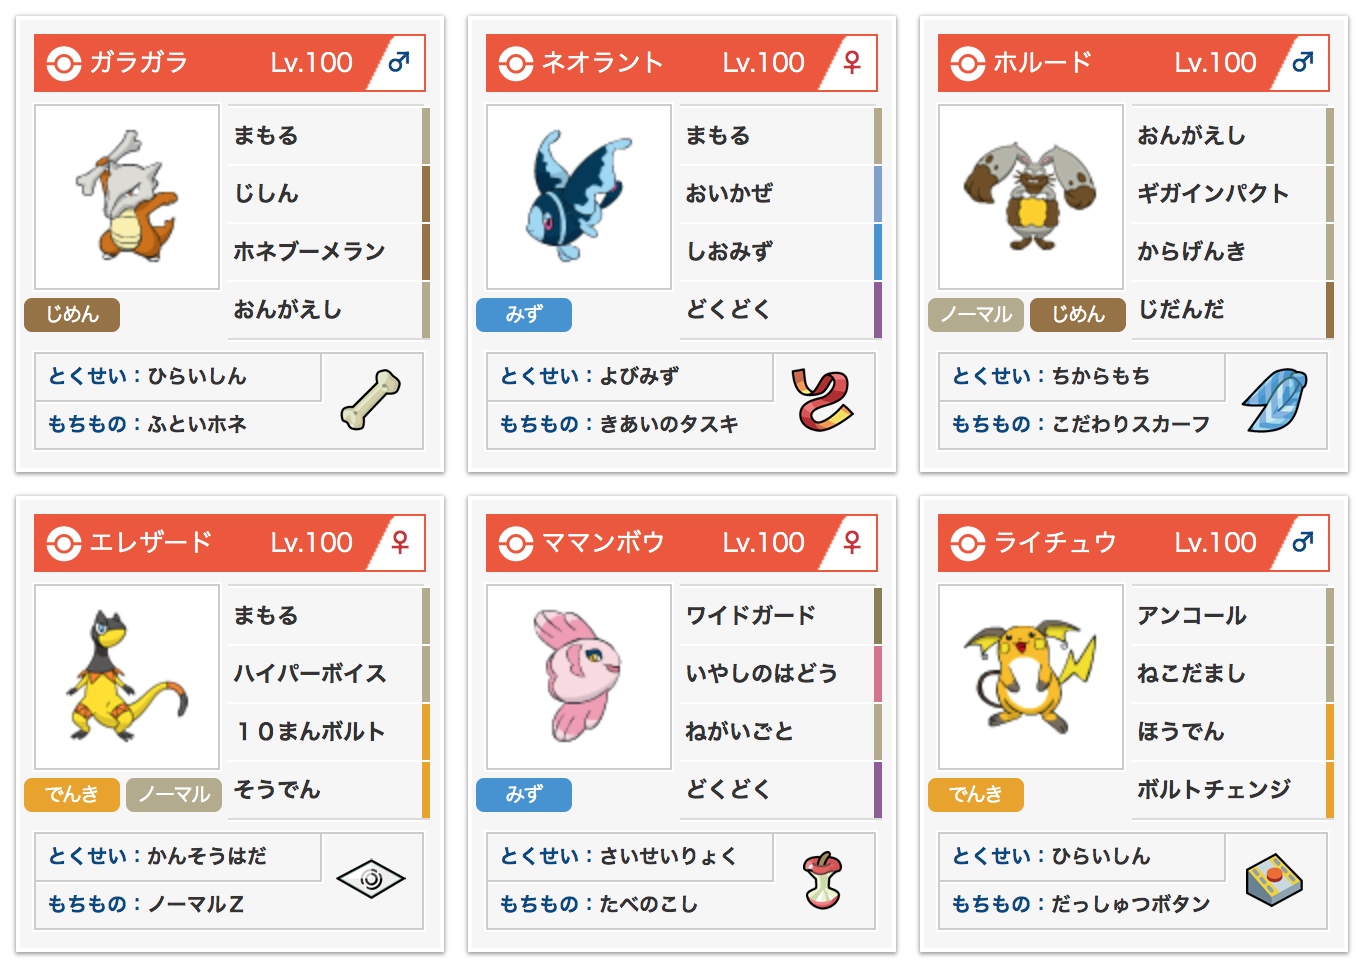 ガラガラ Lv.100 ♂
まもる
じしん
ホネブーメラン
おんがえし
じめん
とくせい：ひらいしん
もちもの：ふといホネ
ネオラント Lv.100 ♀
まもる
おいかぜ
しおみず
どくどく
みず
とくせい：よびみず
もちもの：きあいのタスキ
ホルード Lv.100 ♂
おんがえし
ギガインパクト
からげんき
じだんだ
ノーマル じめん
とくせい：ちからもち
もちもの：こだわりスカーフ
エレザード Lv.100 ♀
まもる
ハイパーボイス
１０まんボルト
そうでん
でんき ノーマル
とくせい：かんそうはだ
もちもの：ノーマルＺ
ママンボウ Lv.100 ♀
ワイドガード
いやしのはどう
ねがいごと
どくどく
みず
とくせい：さいせいりょく
もちもの：たべのこし
ライチュウ Lv.100 ♂
アンコール
ねこだまし
ほうでん
ボルトチェンジ
でんき
とくせい：ひらいしん
もちもの：だっしゅつボタン